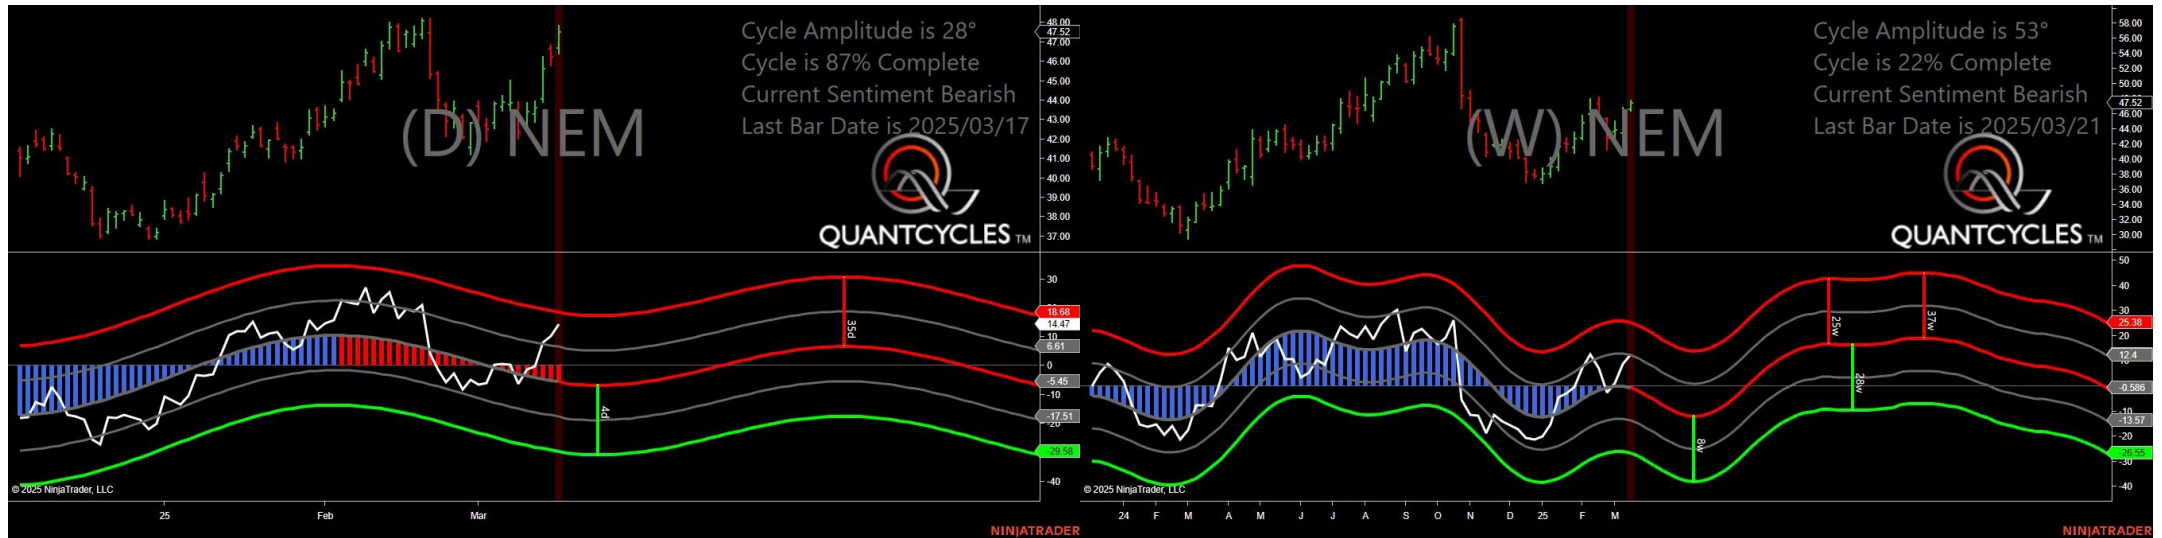 Cycle Amplitude is 28°
Cycle is 87% Complete
Current Sentiment Bearish
Last Bar Date is 2025/03/17
(D) NEM
QUANTCYCLES TM
48.00
47.52
47.00
46.00
45.00
44.00
43.00
42.00
41.00
40.00
39.00
38.00
37.00
30
18.68
14.47
10
6.61
0
-5.45
-10
-17.51
-20
-29.58
-40
35d
4d
© 2025 NinjaTrader, LLC
25 Feb Mar
NINJATRADER
Cycle Amplitude is 53°
Cycle is 22% Complete
Current Sentiment Bearish
Last Bar Date is 2025/03/21
(W) NEM
QUANTCYCLES TM
58.00
56.00
54.00
52.00
50.00
47.52
46.00
44.00
42.00
40.00
38.00
36.00
34.00
32.00
30.00
50
40
30
25.38
20
12.4
-0.586
-10
-13.57
-20
-26.55
-30
-40
25w
37w
28w
8w
© 2025 NinjaTrader, LLC
24 F M A M J J A S O N D 25 F M
NINJATRADER